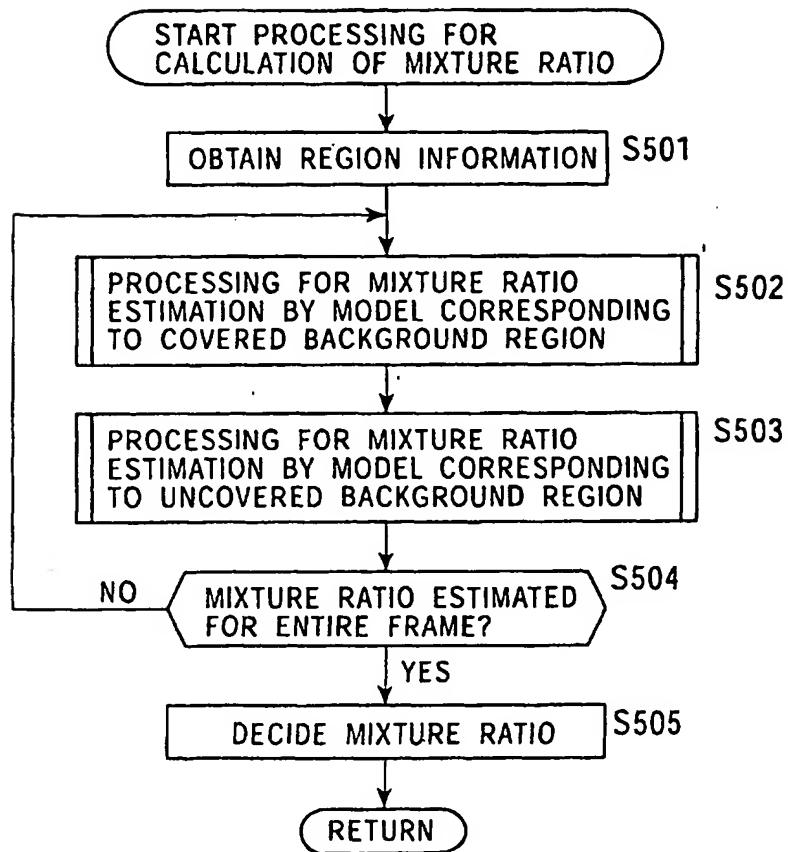 START PROCESSING FOR
CALCULATION OF MIXTURE RATIO
OBTAIN REGION INFORMATION
S501
PROCESSING FOR MIXTURE RATIO
ESTIMATION BY MODEL CORRESPONDING
TO COVERED BACKGROUND REGION
S502
PROCESSING FOR MIXTURE RATIO
ESTIMATION BY MODEL CORRESPONDING
TO UNCOVERED BACKGROUND REGION
S503
MIXTURE RATIO ESTIMATED
FOR ENTIRE FRAME?
S504
NO
YES
DECIDE MIXTURE RATIO
S505
RETURN